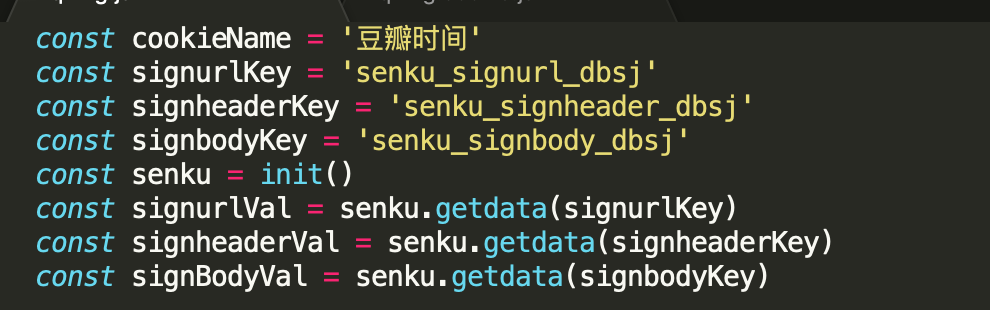 const cookieName = '豆瓣时间'
const signurlKey = 'senku_signurl_dbsj'
const signheaderKey = 'senku_signheader_dbsj'
const signbodyKey = 'senku_signbody_dbsj'
const senku = init()
const signurlVal = senku.getdata(signurlKey)
const signheaderVal = senku.getdata(signheaderKey)
const signBodyVal = senku.getdata(signbodyKey)